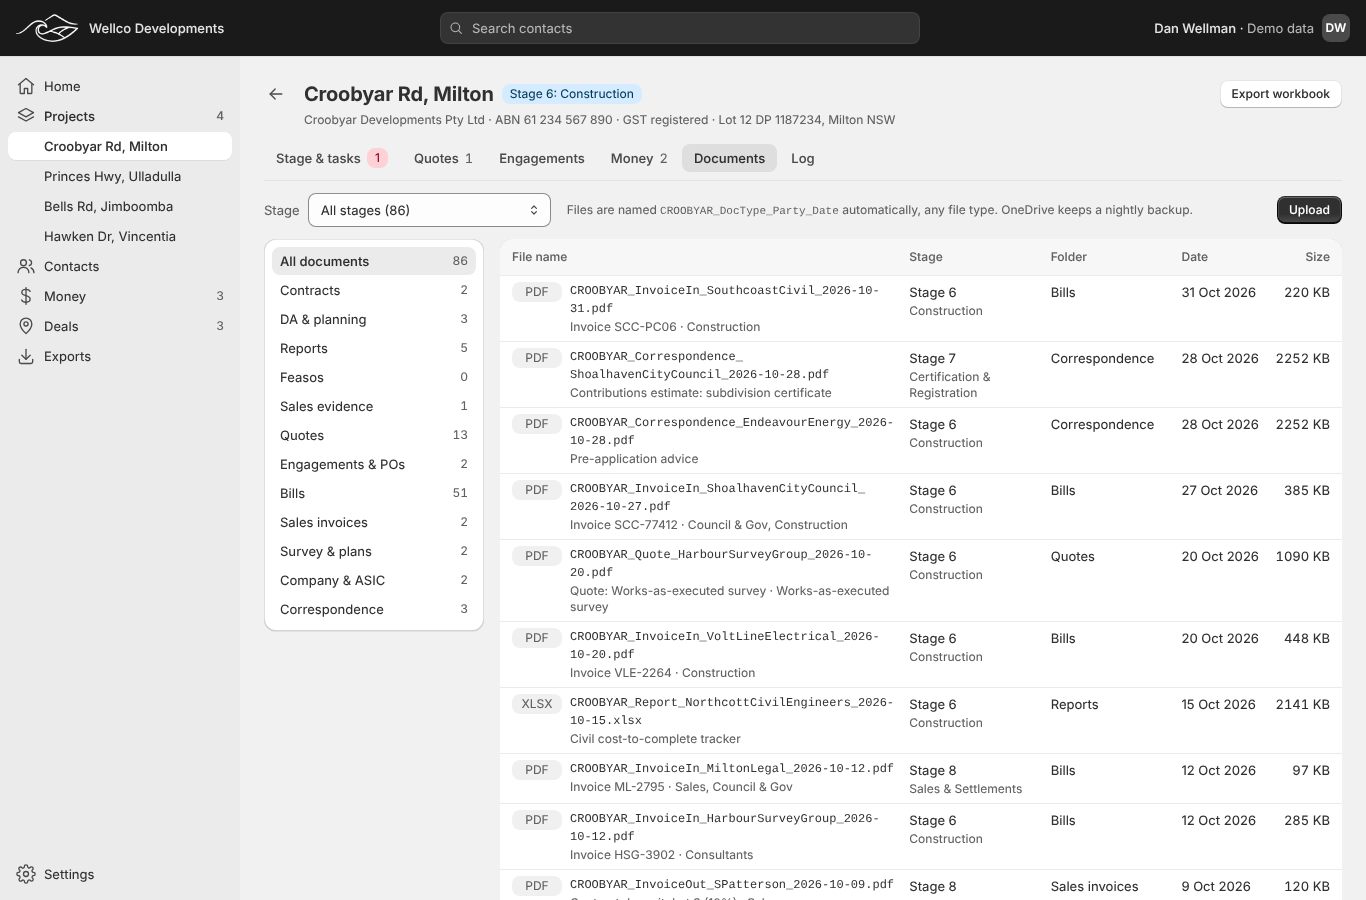 Wellco Developments
Search contacts
Dan Wellman · Demo data DW
Home
Projects 4
Croobyar Rd, Milton
Princes Hwy, Ulladulla
Bells Rd, Jimboomba
Hawken Dr, Vincentia
Contacts
Money 3
Deals 3
Exports
Settings
Croobyar Rd, Milton Stage 6: Construction
Export workbook
Croobyar Developments Pty Ltd · ABN 61 234 567 890 · GST registered · Lot 12 DP 1187234, Milton NSW
Stage & tasks 1 Quotes 1 Engagements Money 2 Documents Log
Stage All stages (86) Files are named CROOBYAR_DocType_Party_Date automatically, any file type. OneDrive keeps a nightly backup. Upload
All documents 86
Contracts 2
DA & planning 3
Reports 5
Feasos 0
Sales evidence 1
Quotes 13
Engagements & POs 2
Bills 51
Sales invoices 2
Survey & plans 2
Company & ASIC 2
Correspondence 3
File name Stage Folder Date Size
PDF CROOBYAR_InvoiceIn_SouthcoastCivil_2026-10- Stage 6 Bills 31 Oct 2026 220 KB
31.pdf Construction
Invoice SCC-PC06 · Construction
PDF CROOBYAR_Correspondence_ Stage 7 Correspondence 28 Oct 2026 2252 KB
ShoalhavenCityCouncil_2026-10-28.pdf Certification &
Contributions estimate: subdivision certificate Registration
PDF CROOBYAR_Correspondence_EndeavourEnergy_2026- Stage 6 Correspondence 28 Oct 2026 2252 KB
10-28.pdf Construction
Pre-application advice
PDF CROOBYAR_InvoiceIn_ShoalhavenCityCouncil_ Stage 6 Bills 27 Oct 2026 385 KB
2026-10-27.pdf Construction
Invoice SCC-77412 · Council & Gov, Construction
PDF CROOBYAR_Quote_HarbourSurveyGroup_2026-10- Stage 6 Quotes 20 Oct 2026 1090 KB
20.pdf Construction
Quote: Works-as-executed survey · Works-as-executed
survey
PDF CROOBYAR_InvoiceIn_VoltLineElectrical_2026- Stage 6 Bills 20 Oct 2026 448 KB
10-20.pdf Construction
Invoice VLE-2264 · Construction
XLSX CROOBYAR_Report_NorthcottCivilEngineers_2026- Stage 6 Reports 15 Oct 2026 2141 KB
10-15.xlsx Construction
Civil cost-to-complete tracker
PDF CROOBYAR_InvoiceIn_MiltonLegal_2026-10-12.pdf Stage 8 Bills 12 Oct 2026 97 KB
Invoice ML-2795 · Sales, Council & Gov Sales & Settlements
PDF CROOBYAR_InvoiceIn_HarbourSurveyGroup_2026- Stage 6 Bills 12 Oct 2026 285 KB
10-12.pdf Construction
Invoice HSG-3902 · Consultants
PDF CROOBYAR_InvoiceOut_SPatterson_2026-10-09.pdf Stage 8 Sales invoices 9 Oct 2026 120 KB